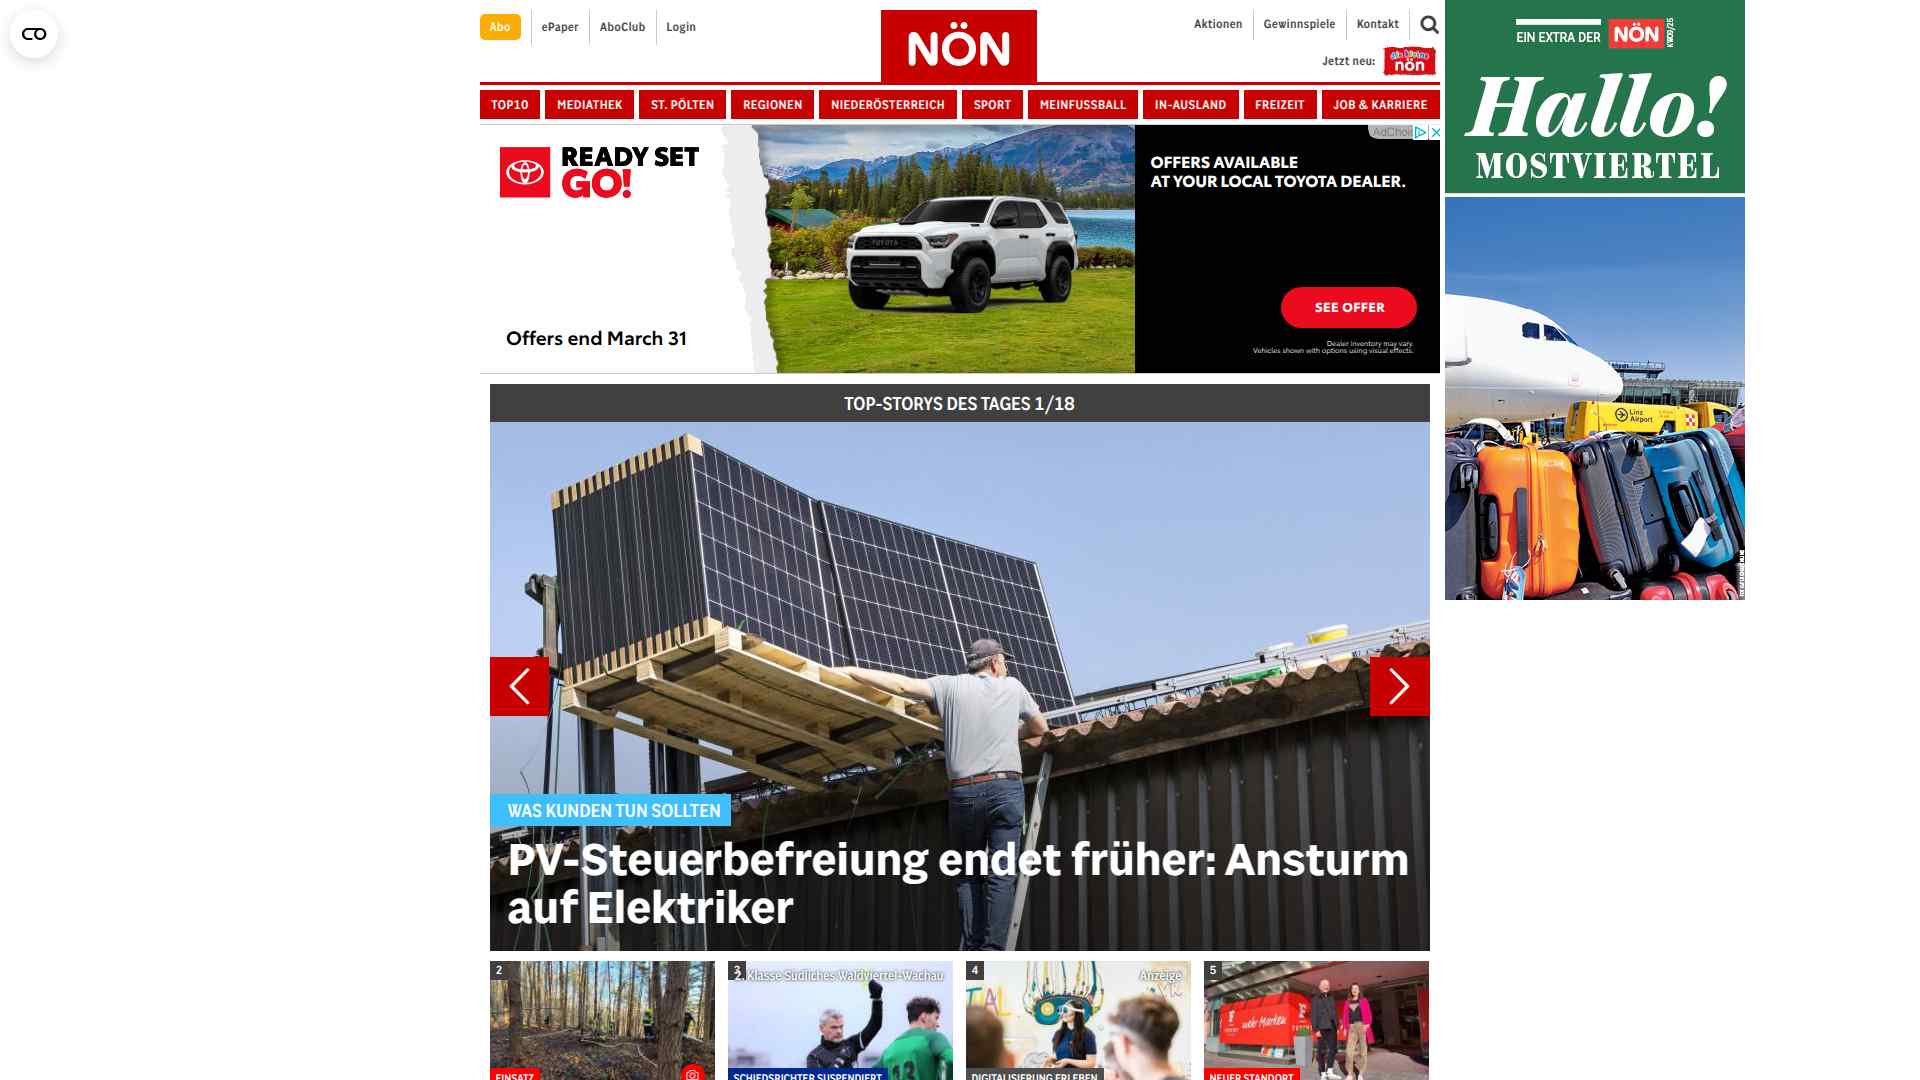 Abo
ePaper
AboClub
Login
NÖN
Aktionen
Gewinnspiele
Kontakt
Jetzt neu:
die kleine
nön
TOP10
MEDIATHEK
ST. PÖLTEN
REGIONEN
NIEDERÖSTERREICH
SPORT
MEINFUSSBALL
IN-AUSLAND
FREIZEIT
JOB & KARRIERE
READY SET
GO!
Offers end March 31
TOYOTA
OFFERS AVAILABLE
AT YOUR LOCAL TOYOTA DEALER.
SEE OFFER
Dealer inventory may vary.
Vehicles shown with options using visual effects.
EIN EXTRA DER NÖN
KW09/25
Hallo!
MOSTVIERTEL
Linz
Airport
TOP-STORYS DES TAGES 1/18
WAS KUNDEN TUN SOLLTEN
PV-Steuerbefreiung endet früher: Ansturm
auf Elektriker
2
EINSATZ
3
2. Klasse Südliches Waldviertel-Wachau
SCHIEDSRICHTER SUSPENDIERT
4
Anzeige
DIGITALISIERUNG ERLEBEN
5
mehr Marken
NEUER STANDORT